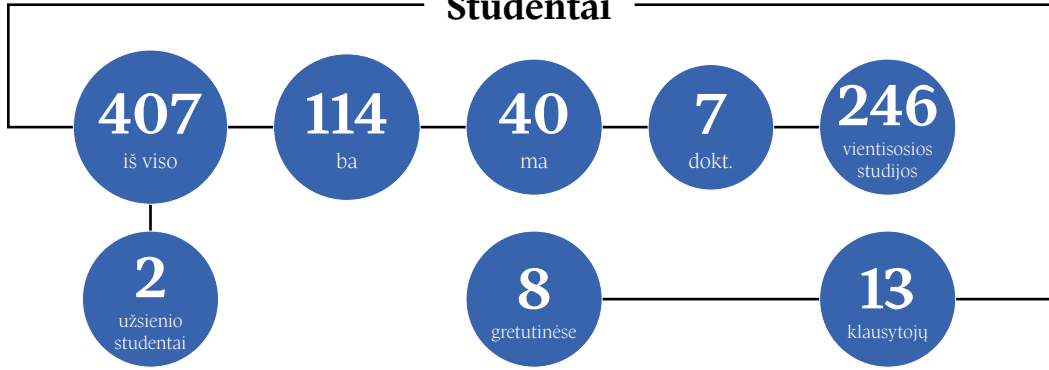 Studentai
407
iš viso
114
ba
40
ma
7
dokt.
246
vientisosios
studijos
2
užsienio
studentai
8
gretutinėse
13
klausytojų